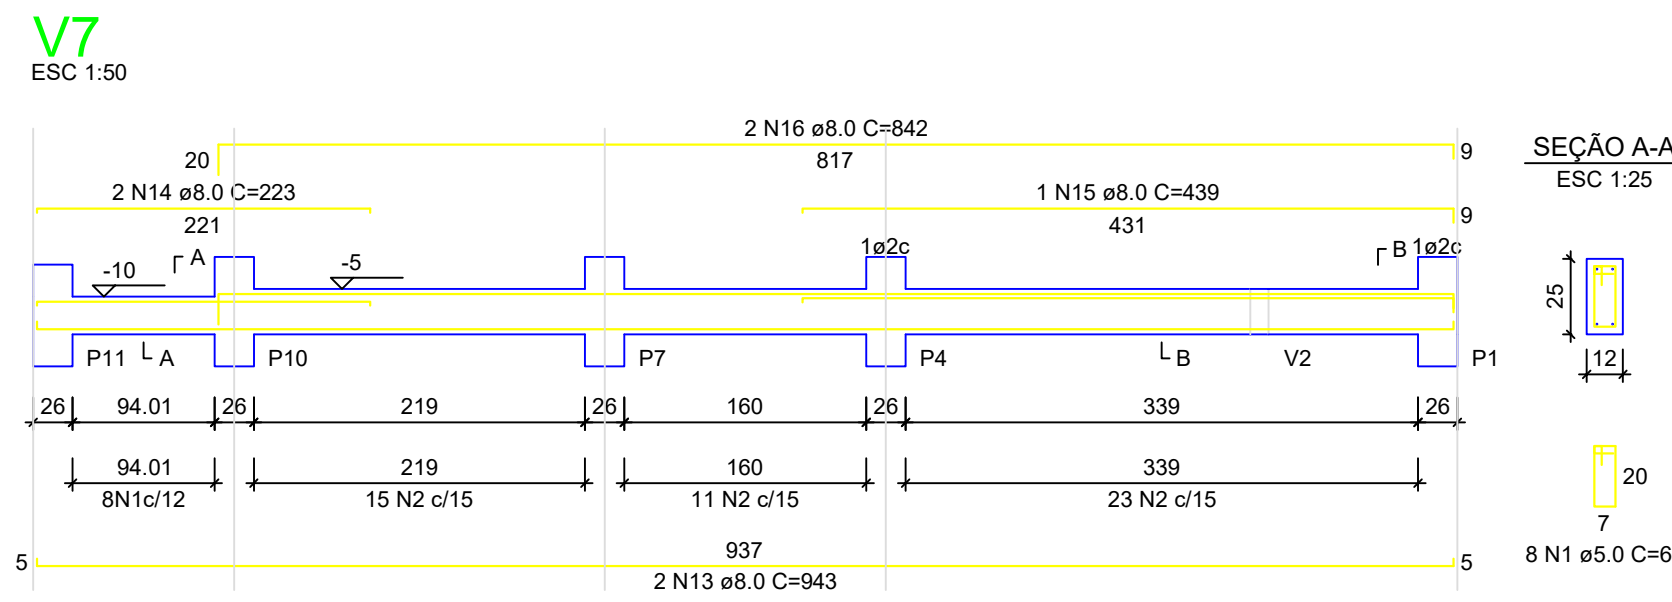 V7
ESC 1:50
2 N16 ø8.0 C=842
20 817 9
2 N14 ø8.0 C=223
221
1 N15 ø8.0 C=439
431 9
1ø2c
1ø2c
A
B
-10
-5
P11
A
P10
P7
P4
B
V2
P1
26 94.01 26 219 26 160 26 339 26
94.01 219 160 339
8N1c/12 15 N2 c/15 11 N2 c/15 23 N2 c/15
5 937 5
2 N13 ø8.0 C=943
SEÇÃO A-A
ESC 1:25
25
12
20
7
8 N1 ø5.0 C=6